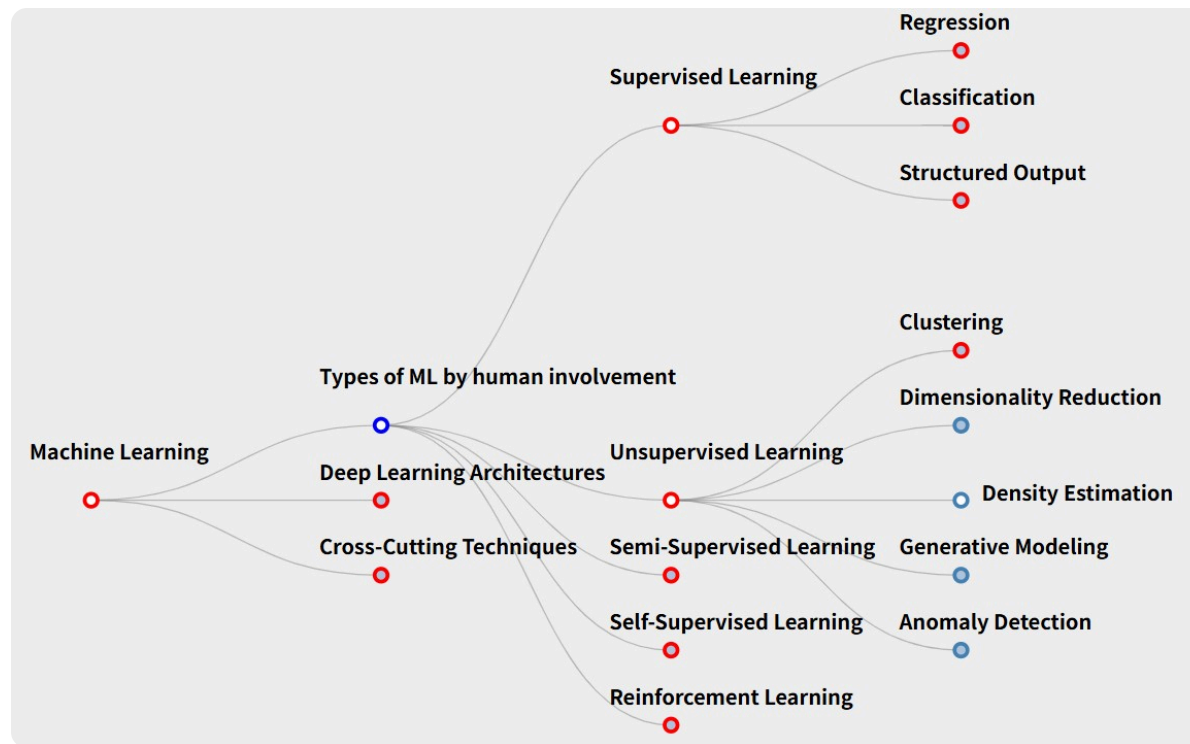 Regression
Supervised Learning
Classification
Structured Output
Clustering
Types of ML by human involvement
Dimensionality Reduction
Machine Learning
Unsupervised Learning
Deep Learning Architectures
Density Estimation
Cross-Cutting Techniques
Semi-Supervised Learning
Generative Modeling
Self-Supervised Learning
Anomaly Detection
Reinforcement Learning